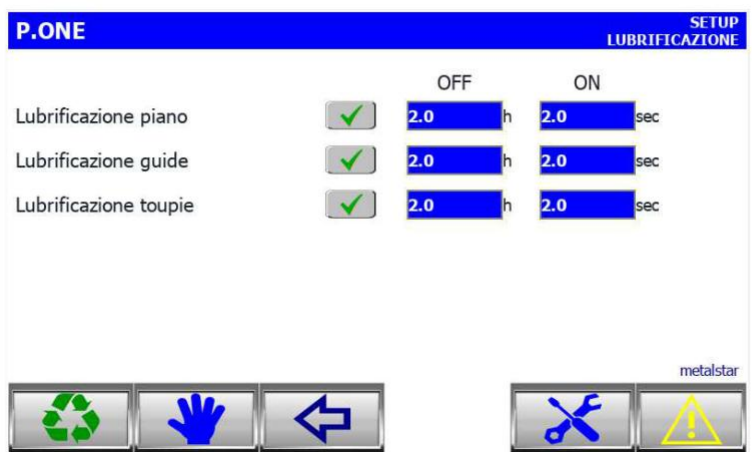 P.ONE
SETUP
LUBRIFICAZIONE
OFF ON
Lubrificazione piano 2.0 h 2.0 sec
Lubrificazione guide 2.0 h 2.0 sec
Lubrificazione toupie 2.0 h 2.0 sec
metalstar